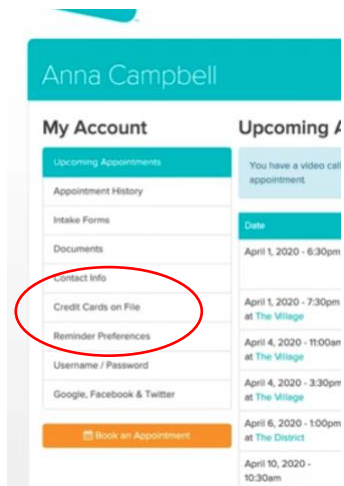 Anna Campbell
My Account
Upcoming Appointments
Appointment History
Intake Forms
Documents
Contact Info
Credit Cards on File
Reminder Preferences
Username / Password
Google, Facebook & Twitter
Book an Appointment
Upcoming A
You have a video call
appointment.
Date
April 1, 2020 - 6:30pm
April 1, 2020 - 7:30pm
at The Village
April 4, 2020 - 11:00am
at The Village
April 4, 2020 - 3:30pm
at The Village
April 6, 2020 - 1:00pm
at The District
April 10, 2020 -
10:30am